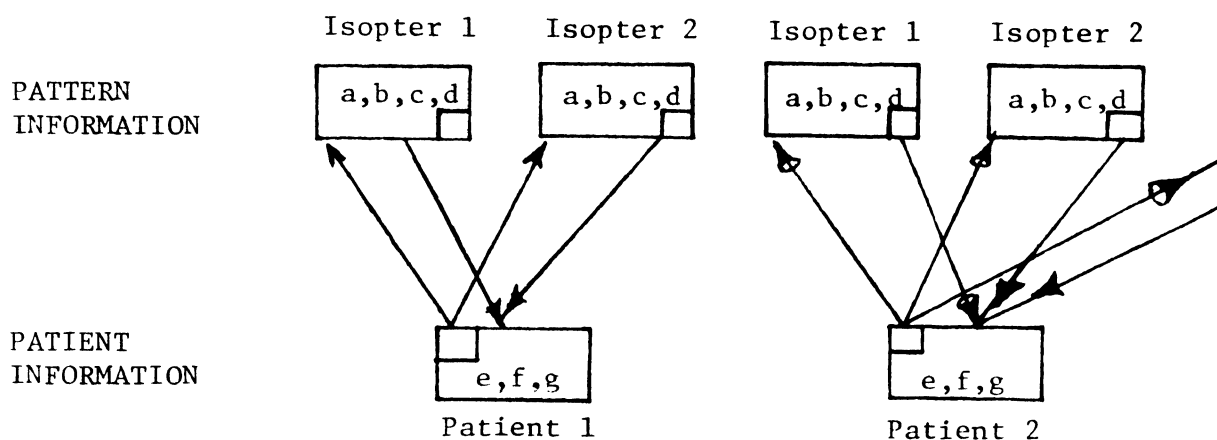 Isopter 1 Isopter 2 Isopter 1 Isopter 2
PATTERN
INFORMATION
a,b,c,d a,b,c,d a,b,c,d a,b,c,d
PATIENT
INFORMATION
e,f,g e,f,g
Patient 1 Patient 2